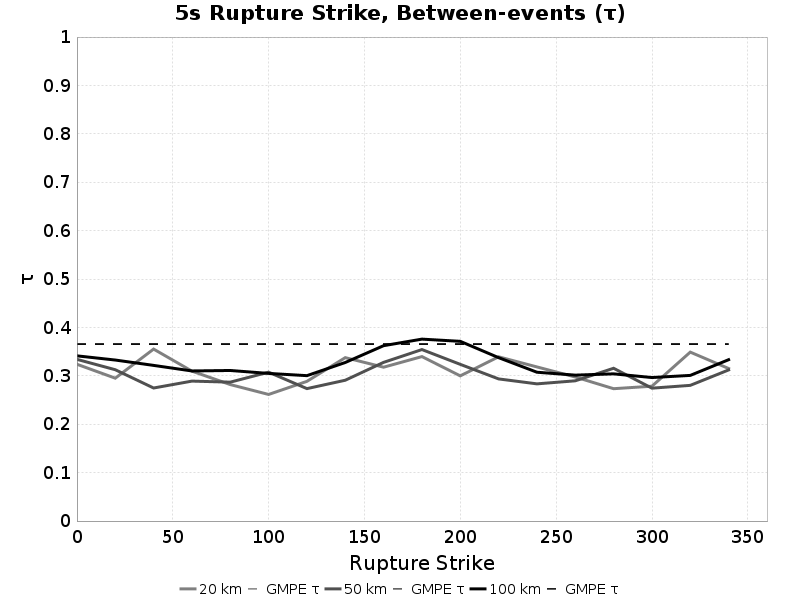 5s Rupture Strike, Between-events (τ)
1
0.9
0.8
0.7
0.6
0.5
0.4
0.3
0.2
0.1
0
τ
0 50 100 150 200 250 300 350
Rupture Strike
20 km GMPE τ 50 km GMPE τ 100 km GMPE τ